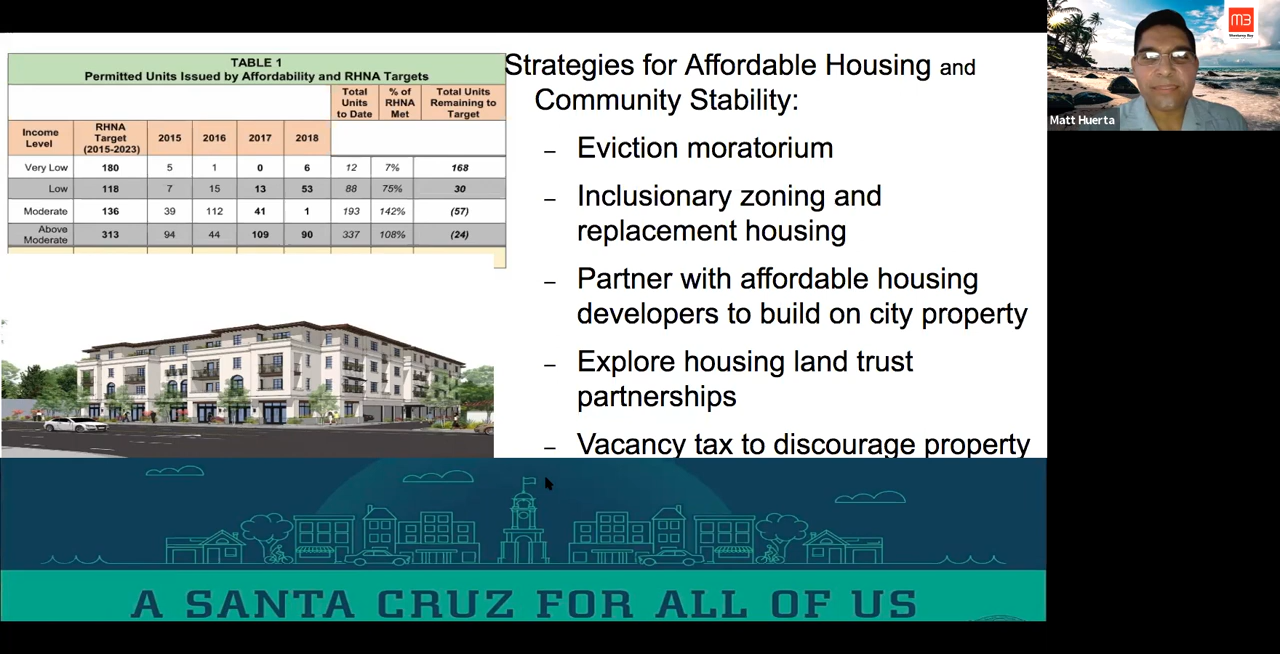 TABLE 1
Permitted Units Issued by Affordability and RHNA Targets
Income Level RHNA Target (2015-2023) 2015 2016 2017 2018 Total Units to Date % of RHNA Met Total Units Remaining to Target
Very Low 180 5 1 0 6 12 7% 168
Low 118 7 15 13 53 88 75% 30
Moderate 136 39 112 41 1 193 142% (57)
Above Moderate 313 94 44 109 90 337 108% (24)
Strategies for Affordable Housing and
Community Stability:
– Eviction moratorium
– Inclusionary zoning and
replacement housing
– Partner with affordable housing
developers to build on city property
– Explore housing land trust
partnerships
– Vacancy tax to discourage property
A SANTA CRUZ FOR ALL OF US
Matt Huerta